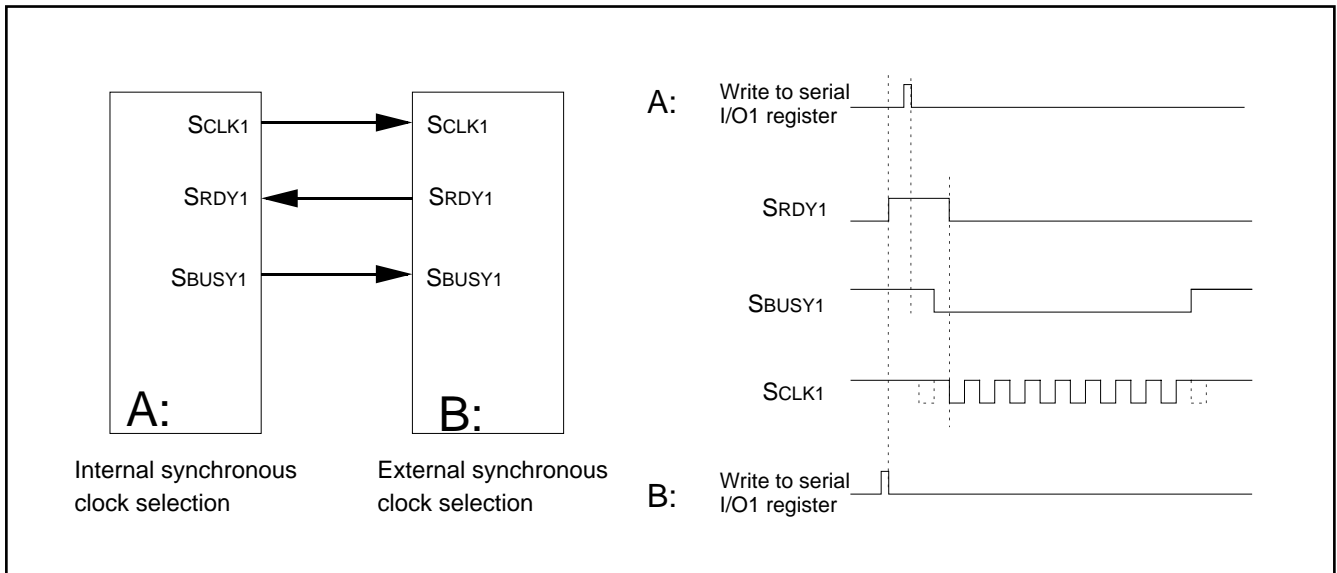 SCLK1
SRDY1
SBUSY1
A:
Internal synchronous
clock selection
SCLK1
SRDY1
SBUSY1
B:
External synchronous
clock selection
A:
Write to serial
I/O1 register
SRDY1
SBUSY1
SCLK1
B:
Write to serial
I/O1 register